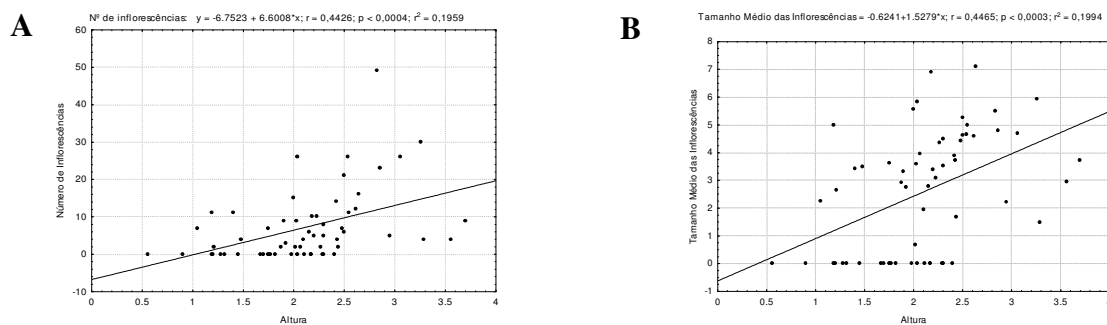 A
Nº de inflorescências: y = -6.7523 + 6.6008*x; r = 0,4426; p < 0,0004; r² = 0,1959
Número de Inflorescências
60
50
40
30
20
10
0
-10
0 0.5 1 1.5 2 2.5 3 3.5 4
Altura
B
Tamanho Médio das Inflorescências = -0.6241+1.5279*x; r = 0,4465; p < 0,0003; r² = 0,1994
Tamanho Médio das Inflorescências
8
7
6
5
4
3
2
1
0
-1
0 0.5 1 1.5 2 2.5 3 3.5 4
Altura